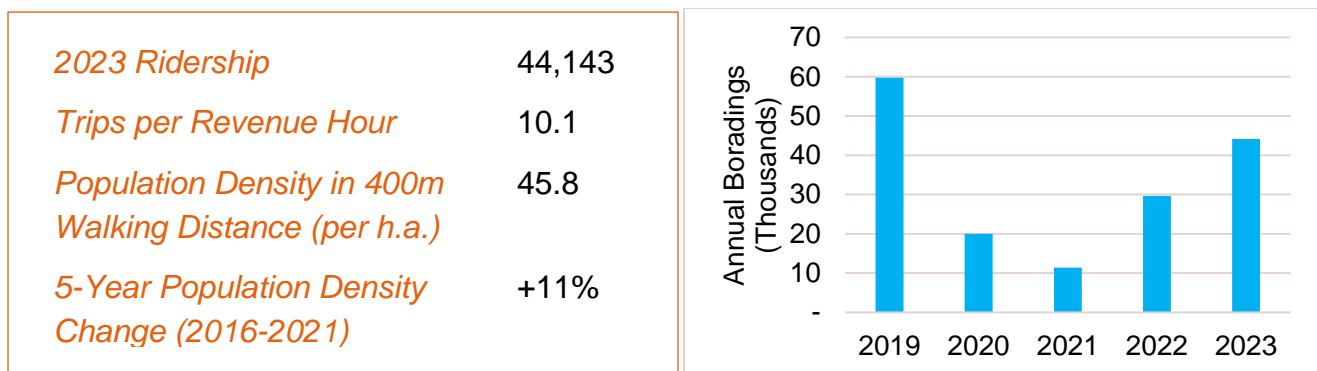 2023 Ridership 44,143
Trips per Revenue Hour 10.1
Population Density in 400m 45.8
Walking Distance (per h.a.)
5-Year Population Density +11%
Change (2016-2021)
Annual Boradings
(Thousands)
70
60
50
40
30
20
10
-
2019 2020 2021 2022 2023